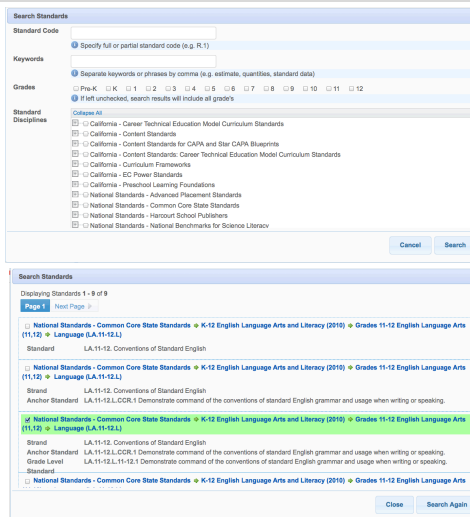 Search Standards
Standard Code
Specify full or partial standard code (e.g. R.1)
Keywords
Separate keywords or phrases by comma (e.g. estimate, quantities, standard data)
Grades Pre-K K 1 2 3 4 5 6 7 8 9 10 11 12
If left unchecked, search results will include all grade's
Standard Disciplines
Collapse All
California - Career Technical Education Model Curriculum Standards
California - Content Standards
California - Content Standards for CAPA and Star CAPA Blueprints
California - Content Standards: Career Technical Education Model Curriculum Standards
California - Curriculum Frameworks
California - EC Power Standards
California - Preschool Learning Foundations
National Standards - Advanced Placement Standards
National Standards - Common Core State Standards
National Standards - Harcourt School Publishers
National Standards - National Benchmarks for Science Literacy
Cancel Search
Search Standards
Displaying Standards 1 - 9 of 9
Page 1 Next Page
National Standards - Common Core State Standards K-12 English Language Arts and Literacy (2010) Grades 11-12 English Language Arts
(11,12) Language (LA.11-12.L)
Standard LA.11-12. Conventions of Standard English
National Standards - Common Core State Standards K-12 English Language Arts and Literacy (2010) Grades 11-12 English Language Arts
(11,12) Language (LA.11-12.L)
Strand LA.11-12. Conventions of Standard English
Anchor Standard LA.11-12.L.CCR.1 Demonstrate command of the conventions of standard English grammar and usage when writing or speaking.
National Standards - Common Core State Standards K-12 English Language Arts and Literacy (2010) Grades 11-12 English Language Arts
(11,12) Language (LA.11-12.L)
Strand LA.11-12. Conventions of Standard English
Anchor Standard LA.11-12.L.CCR.1 Demonstrate command of the conventions of standard English grammar and usage when writing or speaking.
Grade Level Standard LA.11-12.L.11-12.1 Demonstrate command of the conventions of standard English grammar and usage when writing or speaking.
National Standards - Common Core State Standards K-12 English Language Arts and Literacy (2010) Grades 11-12 English Language Arts
Close Search Again